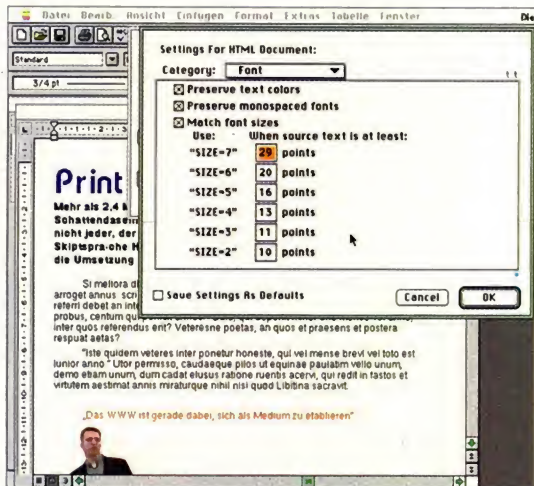 Datei Bearb. Ansicht Einfügen Format Extras Tabelle Fenster Die
Settings For HTML Document:
Category: Font
Standard
3/4 pt
Preserve text colors
Preserve monospaced fonts
Match font sizes
Use: When source text is at least:
"SIZE=7" 29 points
"SIZE=6" 20 points
"SIZE=5" 16 points
"SIZE=4" 13 points
"SIZE=3" 11 points
"SIZE=2" 10 points
Save Settings As Defaults Cancel OK
Print
Mehr als 2,4
Schattendasein
nicht jeder, der
Skiptspra-che H
die Umsetzung
Si meliora di
arroget annus scri
referri debet an inte
probus, centum qui
inter quos referendus erit? Veteresne poetas, an quos et praesens et postera
respuat aetas?
"Iste quidem veteres inter ponetur honeste, qui vel mense brevi vel toto est
iunior anno." Utor permisso, caudaeque pilos ut equinae paulatim vello unum,
demo etiam unum, dum cadat elusus ratione ruentis acervi, qui redit in fastos et
virtutem aestimat annis miraturque nihil nisi quod Libitina sacravit.
„Das WWW ist gerade dabei, sich als Medium zu etablieren"